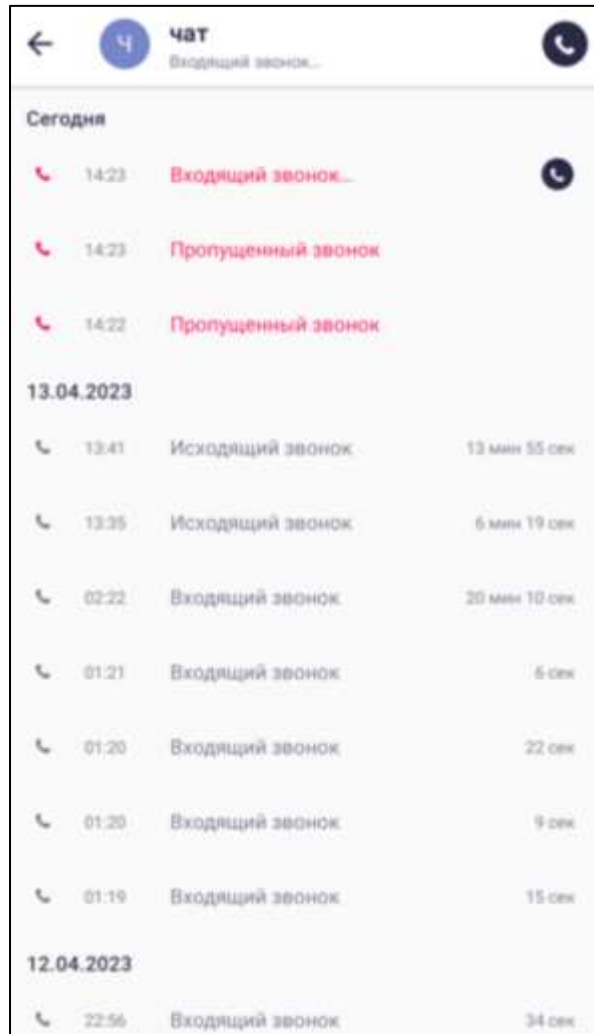 Ч
чат
Входящий звонок...
Сегодня
14:23 Входящий звонок...
14:23 Пропущенный звонок
14:22 Пропущенный звонок
13.04.2023
13:41 Исходящий звонок 13 мин 55 сек
13:35 Исходящий звонок 6 мин 19 сек
02:22 Входящий звонок 20 мин 10 сек
01:21 Входящий звонок 6 сек
01:20 Входящий звонок 22 сек
01:20 Входящий звонок 9 сек
01:19 Входящий звонок 15 сек
12.04.2023
22:56 Входящий звонок 34 сек